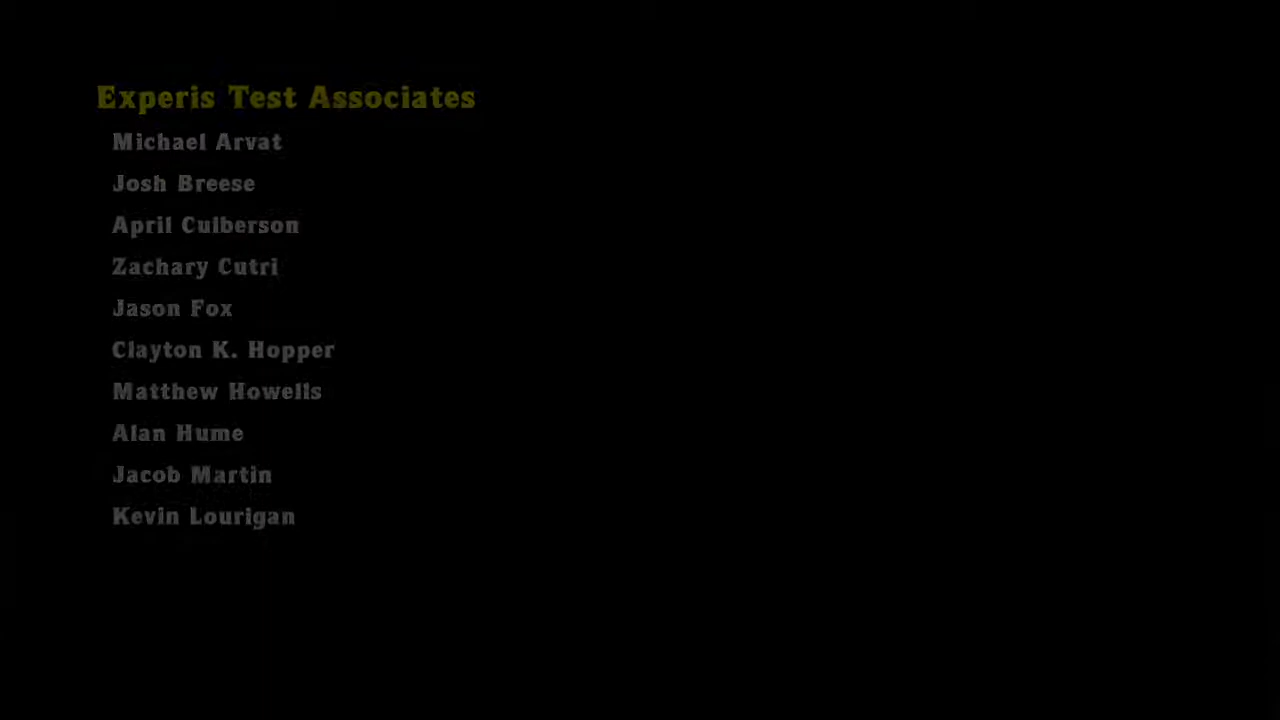 Experis Test Associates
Michael Arvat
Josh Breese
April Culberson
Zachary Cutri
Jason Fox
Clayton K. Hopper
Matthew Howells
Alan Hume
Jacob Martin
Kevin Lourigan